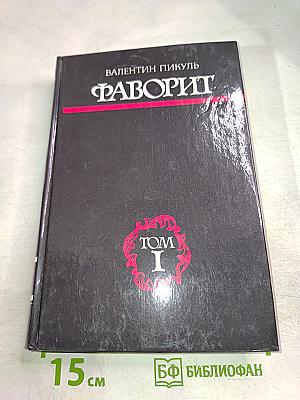 ВАЛЕНТИН ПИКУЛЬ
ФАВОРИТ
ТОМ
I
15 см
БФ БИБЛИОФАН